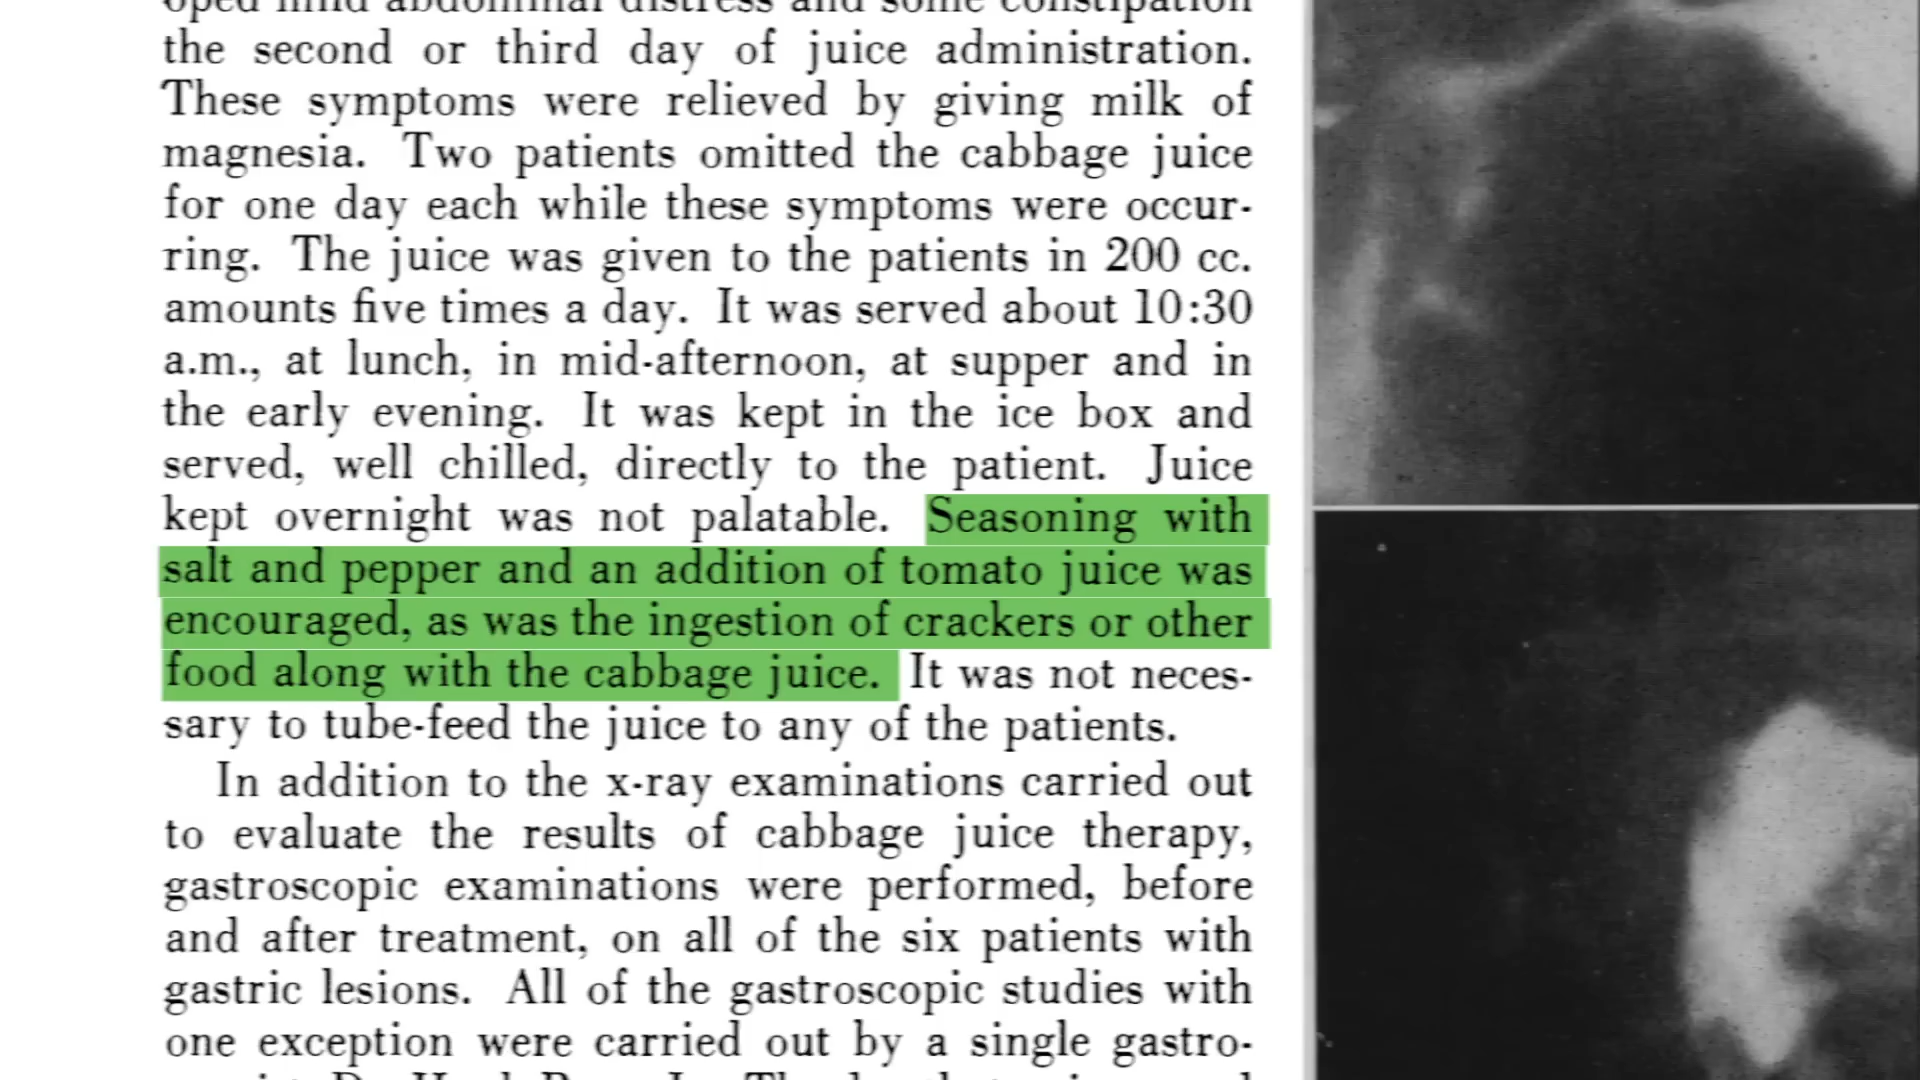 oped mild abdominal distress and some constipation
the second or third day of juice administration.
These symptoms were relieved by giving milk of
magnesia. Two patients omitted the cabbage juice
for one day each while these symptoms were occur-
ring. The juice was given to the patients in 200 cc.
amounts five times a day. It was served about 10:30
a.m., at lunch, in mid-afternoon, at supper and in
the early evening. It was kept in the ice box and
served, well chilled, directly to the patient. Juice
kept overnight was not palatable. Seasoning with
salt and pepper and an addition of tomato juice was
encouraged, as was the ingestion of crackers or other
food along with the cabbage juice. It was not neces-
sary to tube-feed the juice to any of the patients.
In addition to the x-ray examinations carried out
to evaluate the results of cabbage juice therapy,
gastroscopic examinations were performed, before
and after treatment, on all of the six patients with
gastric lesions. All of the gastroscopic studies with
one exception were carried out by a single gastro-